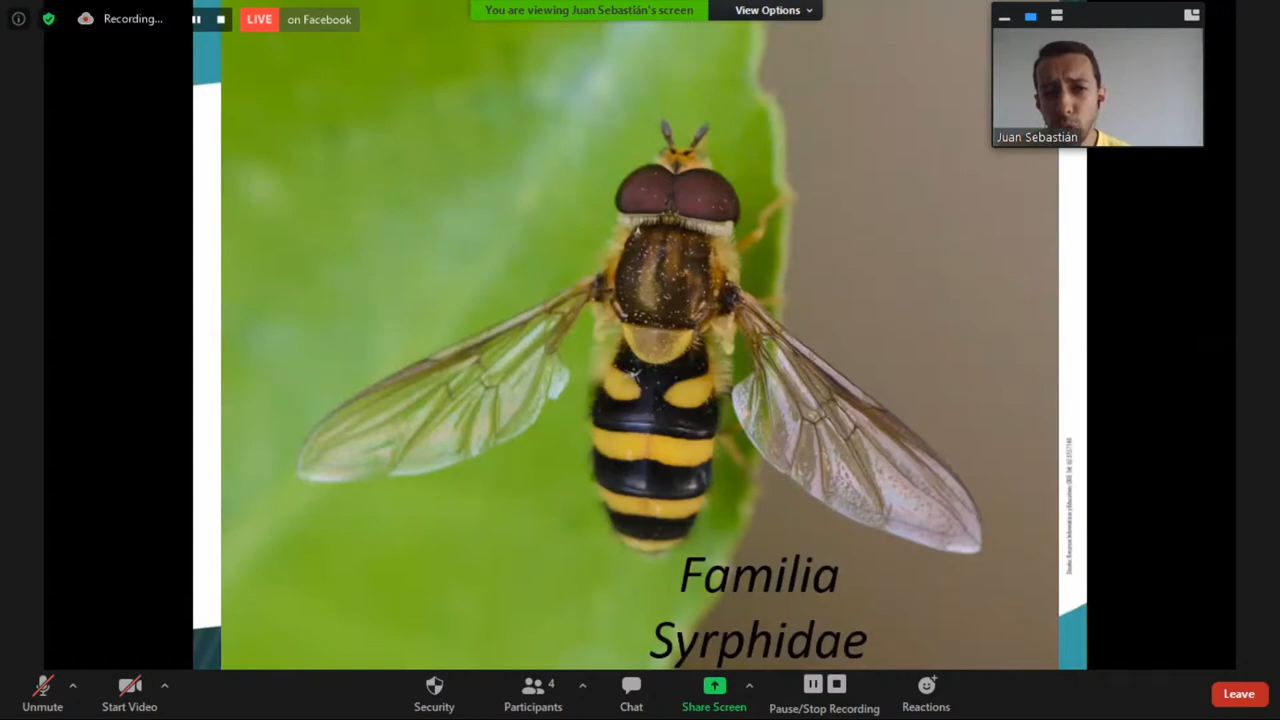 Recording...
LIVE on Facebook
You are viewing Juan Sebastián's screen
View Options
Juan Sebastián
Familia
Syrphidae
Unmute
Start Video
Security
4
Participants
Chat
Share Screen
Pause/Stop Recording
Reactions
Leave